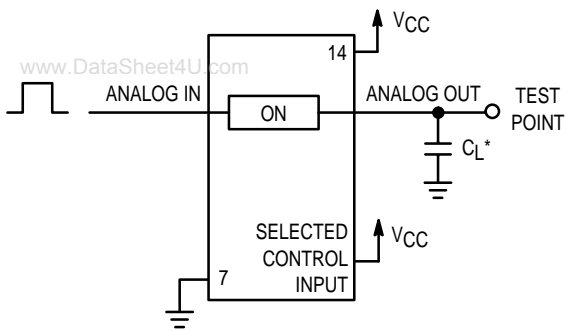 VCC
14
www.DataSheet4U.com
ANALOG IN
ON
ANALOG OUT
TEST
POINT
CL*
SELECTED
CONTROL
INPUT
VCC
7